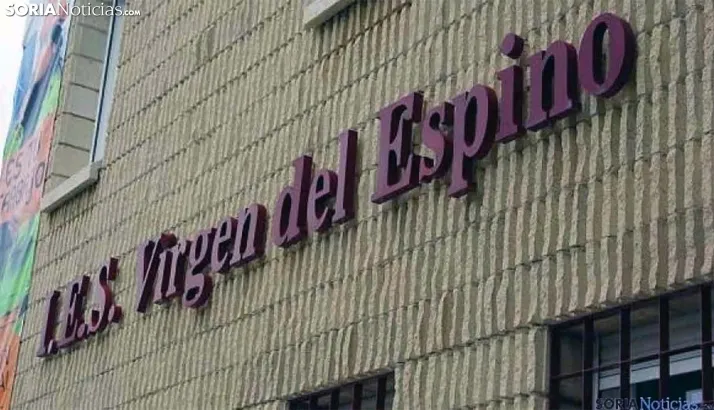 SORIANoticias.com
I.E.S. Virgen del Espino
SORIANoticias